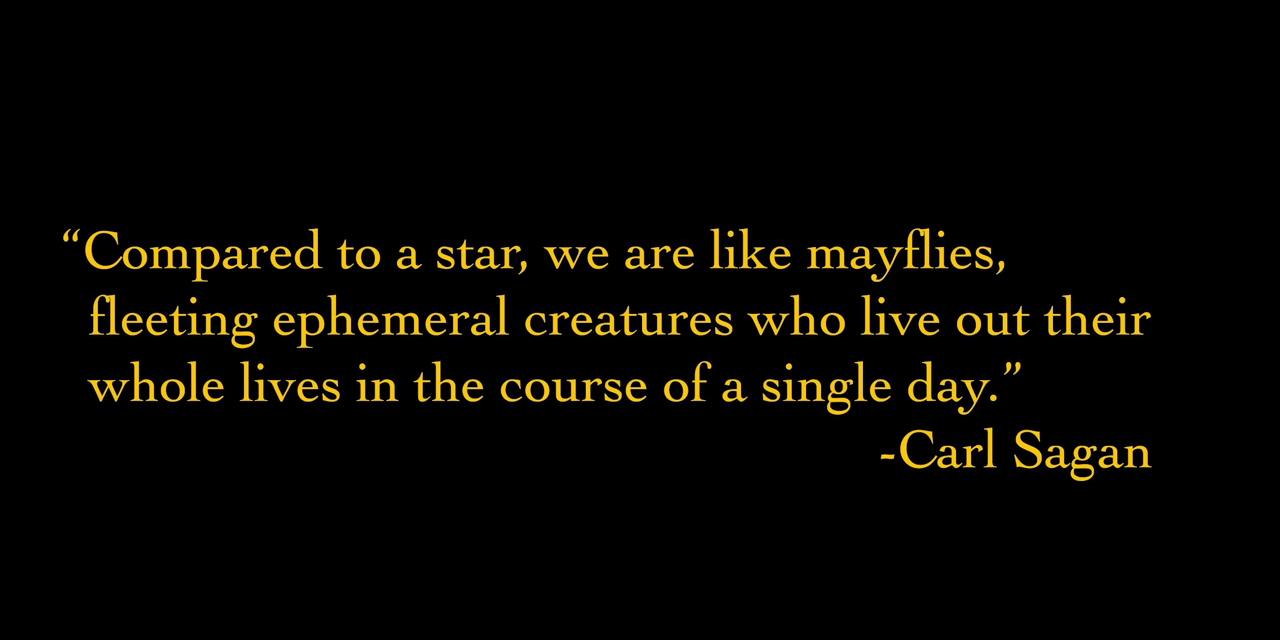 “Compared to a star, we are like mayflies,
fleeting ephemeral creatures who live out their
whole lives in the course of a single day.”
-Carl Sagan